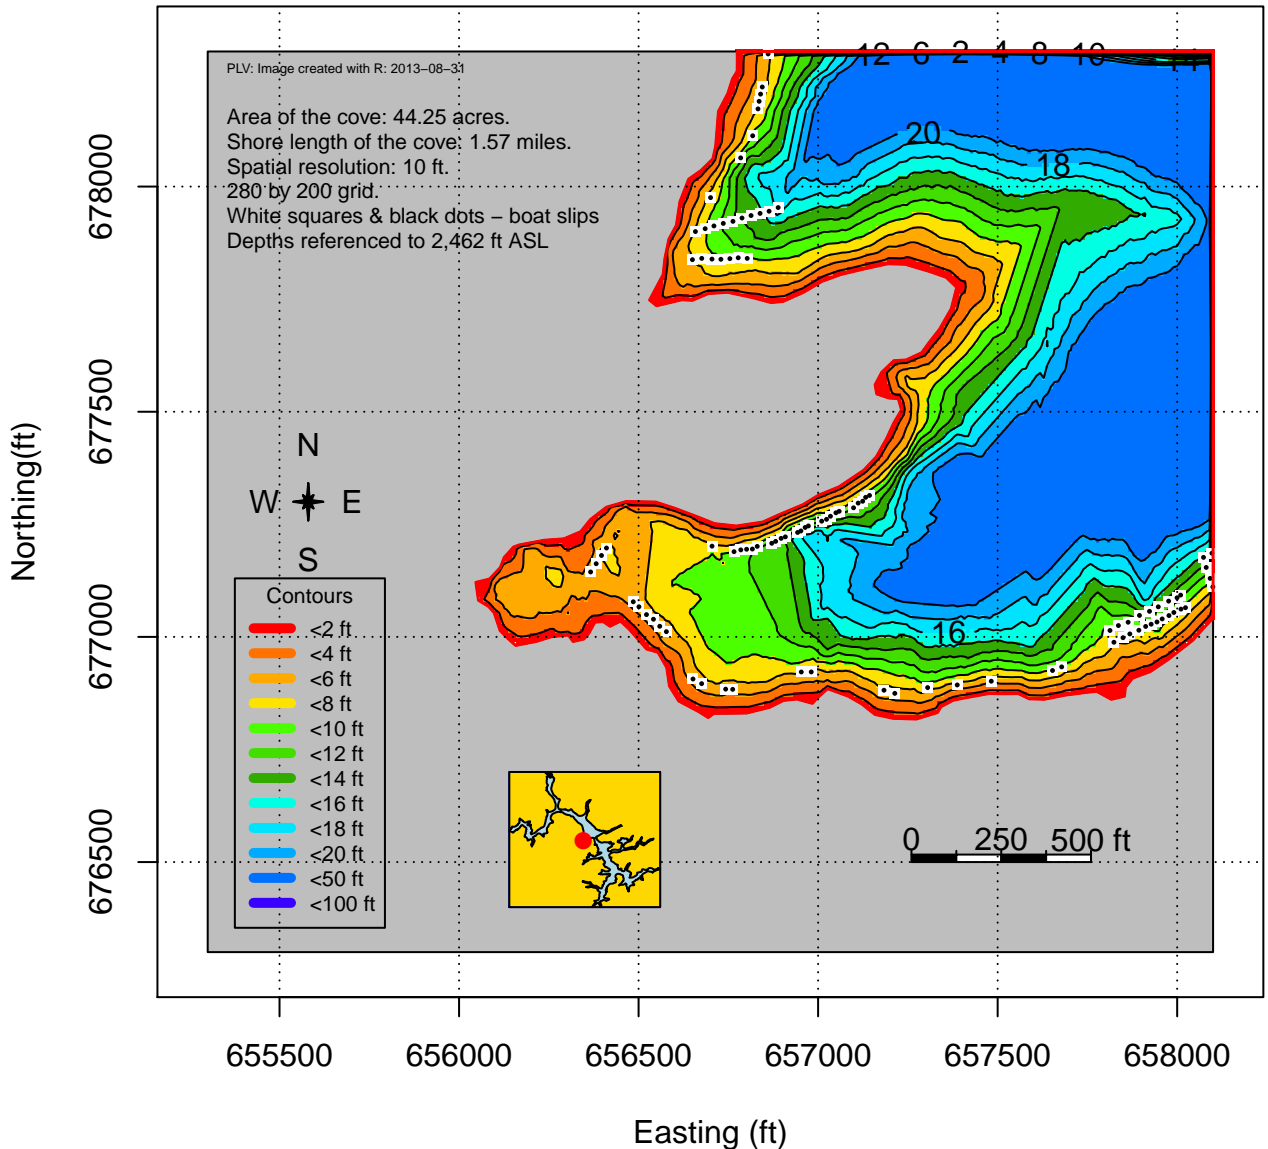 12 6 2 4 8 10 14
PLV: Image created with R: 2013–08–31
Area of the cove: 44.25 acres.
Shore length of the cove: 1.57 miles.
Spatial resolution: 10 ft.
280 by 200 grid.
White squares & black dots – boat slips
Depths referenced to 2,462 ft ASL
20
18
16
N
W E
S
Contours
<2 ft
<4 ft
<6 ft
<8 ft
<10 ft
<12 ft
<14 ft
<16 ft
<18 ft
<20 ft
<50 ft
<100 ft
0 250 500 ft
678000
677500
677000
676500
Northing(ft)
655500 656000 656500 657000 657500 658000
Easting (ft)